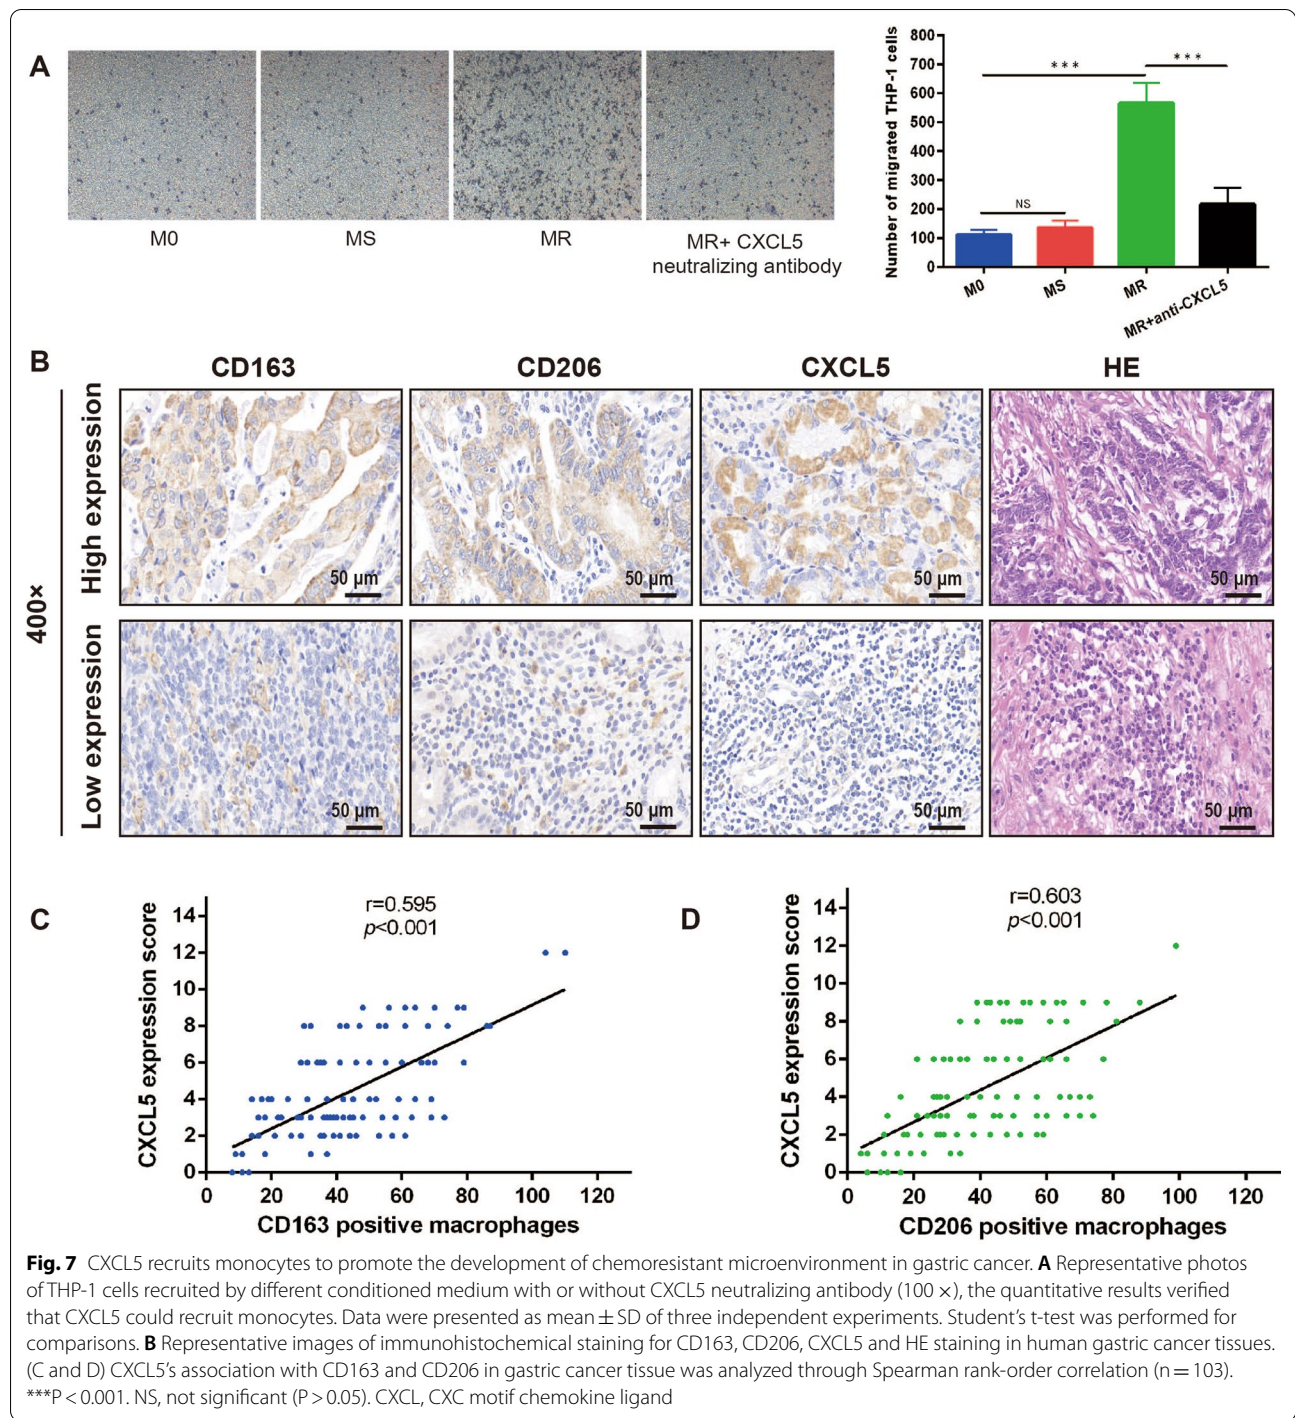 A
M0
MS
MR
MR+ CXCL5
neutralizing antibody
Number of migrated THP-1 cells
800
700
600
500
400
300
200
100
0
NS
***
***
M0
MS
MR
MR+anti-CXCL5
B
CD163
CD206
CXCL5
HE
400×
High expression
50 µm
50 µm
50 µm
50 µm
Low expression
50 µm
50 µm
50 µm
50 µm
C
r=0.595
p<0.001
CXCL5 expression score
14
12
10
8
6
4
2
0
0
20
40
60
80
100
120
CD163 positive macrophages
D
r=0.603
p<0.001
CXCL5 expression score
14
12
10
8
6
4
2
0
0
20
40
60
80
100
120
CD206 positive macrophages
Fig. 7 CXCL5 recruits monocytes to promote the development of chemoresistant microenvironment in gastric cancer. A Representative photos
of THP-1 cells recruited by different conditioned medium with or without CXCL5 neutralizing antibody (100 ×), the quantitative results verified
that CXCL5 could recruit monocytes. Data were presented as mean ± SD of three independent experiments. Student's t-test was performed for
comparisons. B Representative images of immunohistochemical staining for CD163, CD206, CXCL5 and HE staining in human gastric cancer tissues.
(C and D) CXCL5's association with CD163 and CD206 in gastric cancer tissue was analyzed through Spearman rank-order correlation (n = 103).
***P < 0.001. NS, not significant (P > 0.05). CXCL, CXC motif chemokine ligand